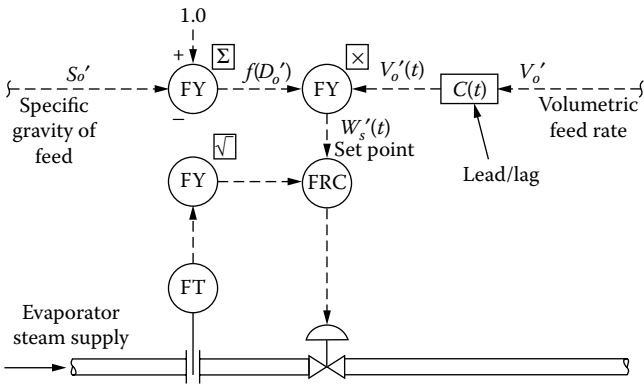 1.0
+
Σ
×
Sₒ′
FY
f(Dₒ′)
FY
Vₒ′(t)
C(t)
Vₒ′
Specific
gravity of
feed
–
Volumetric
feed rate
Wₛ′(t)
Set point
√
FY
FRC
Lead/lag
FT
Evaporator
steam supply